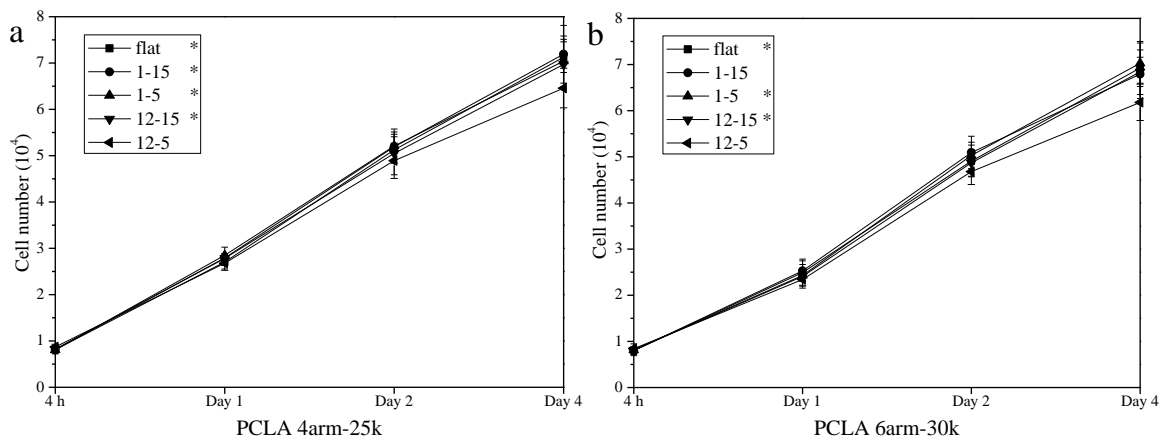 a
8
7
6
5
4
3
2
1
0
Cell number (10⁴)
flat *
1-15 *
1-5 *
12-15 *
12-5
4 h Day 1 Day 2 Day 4
PCLA 4arm-25k
b
8
7
6
5
4
3
2
1
0
Cell number (10⁴)
flat *
1-15
1-5 *
12-15 *
12-5
4 h Day 1 Day 2 Day 4
PCLA 6arm-30k